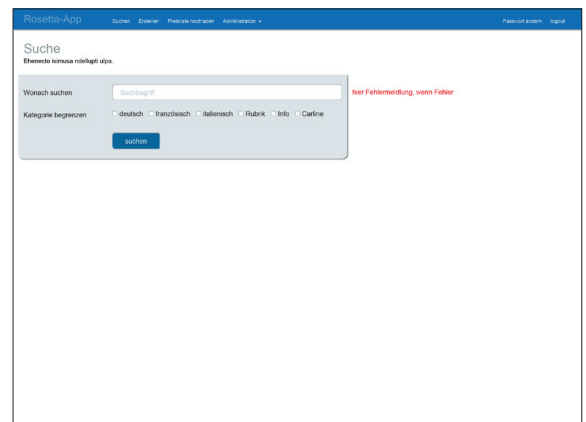 Rosetta-App Suchen Erstellen Preisliste hochladen Administration Passwort ändern logout
Suche
Ehenecto isimusa ndellupti ulpa.
Wonach suchen Suchbegriff hier Fehlermeldung, wenn Fehler
Kategorie begrenzen deutsch französisch italienisch Rubrik Info Carline
suchen